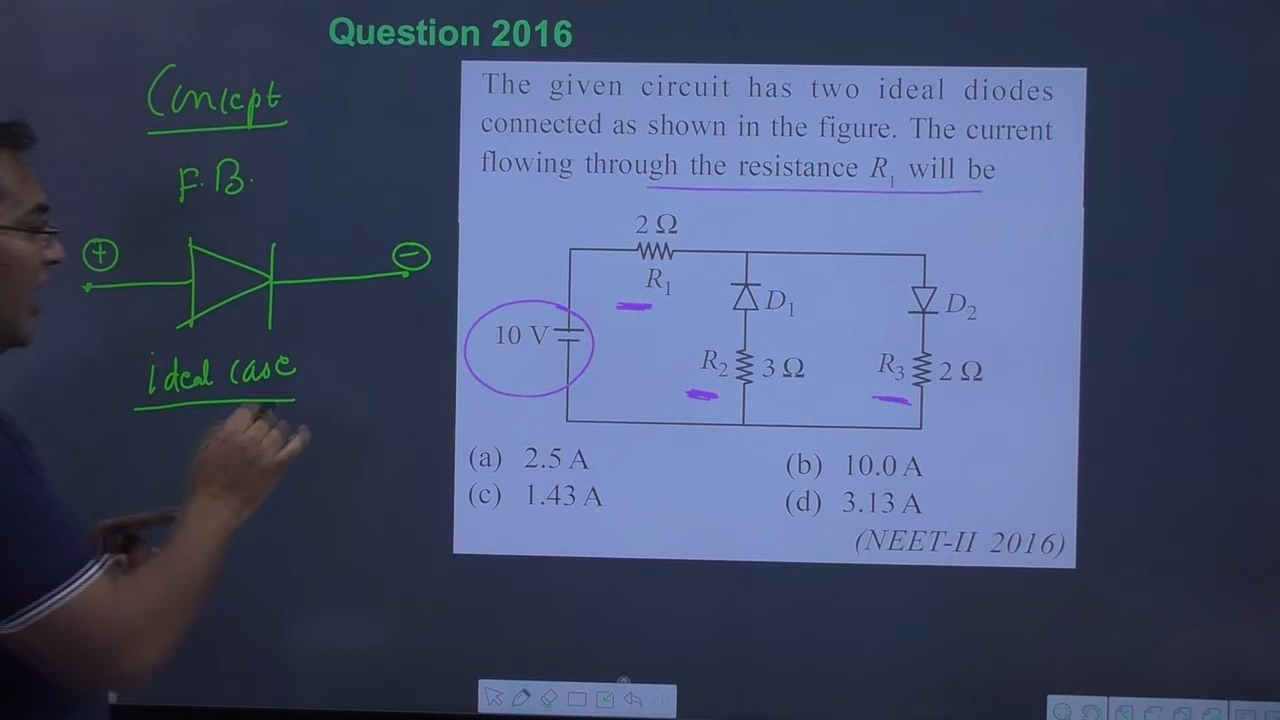 Question 2016
Concept
F.B.
+
−
ideal case
The given circuit has two ideal diodes
connected as shown in the figure. The current
flowing through the resistance R₁ will be
2 Ω
R₁
D₁
D₂
10 V
R₂
3 Ω
R₃
2 Ω
(a) 2.5 A
(b) 10.0 A
(c) 1.43 A
(d) 3.13 A
(NEET-II 2016)